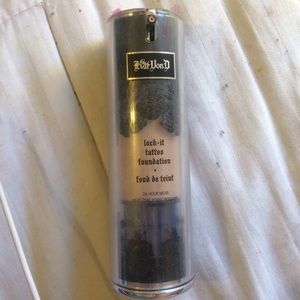 Kat Von D
lock-it
tattoo
foundation
•
fond de teint
24 HOUR WEAR